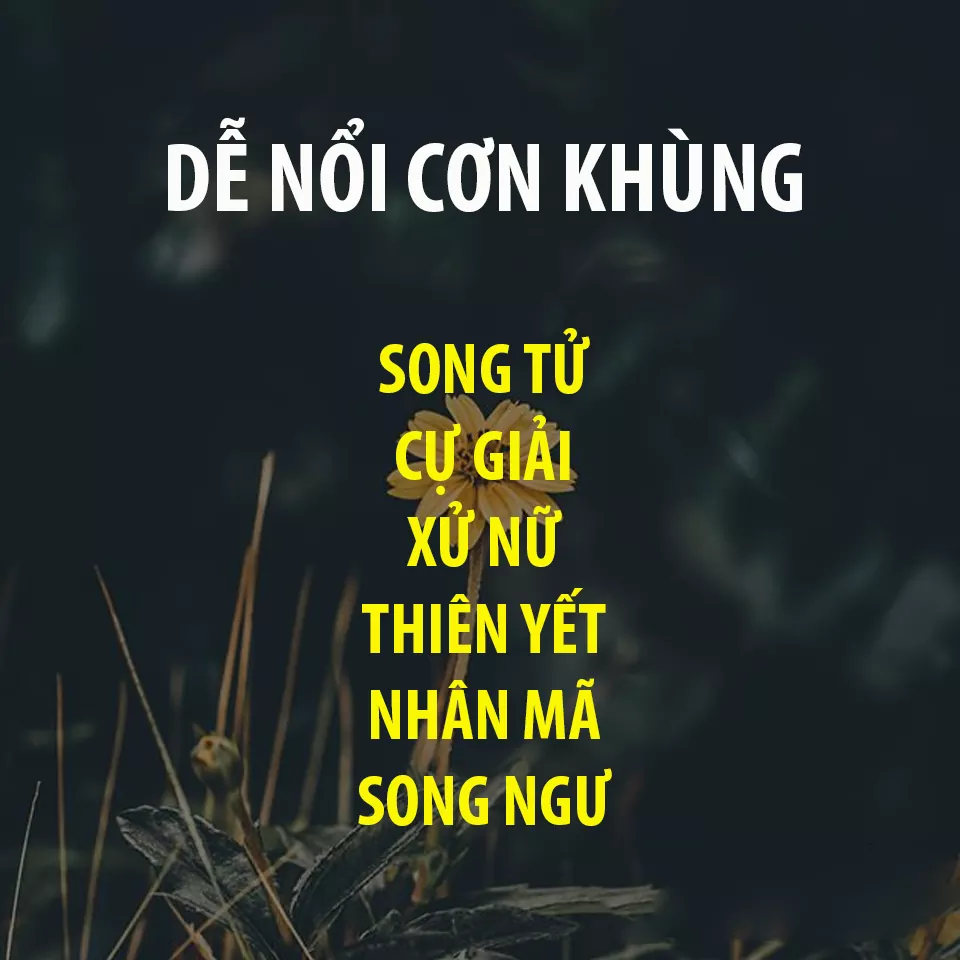 DỄ NỔI CƠN KHÙNG
SONG TỬ
CỰ GIẢI
XỬ NỮ
THIÊN YẾT
NHÂN MÃ
SONG NGƯ